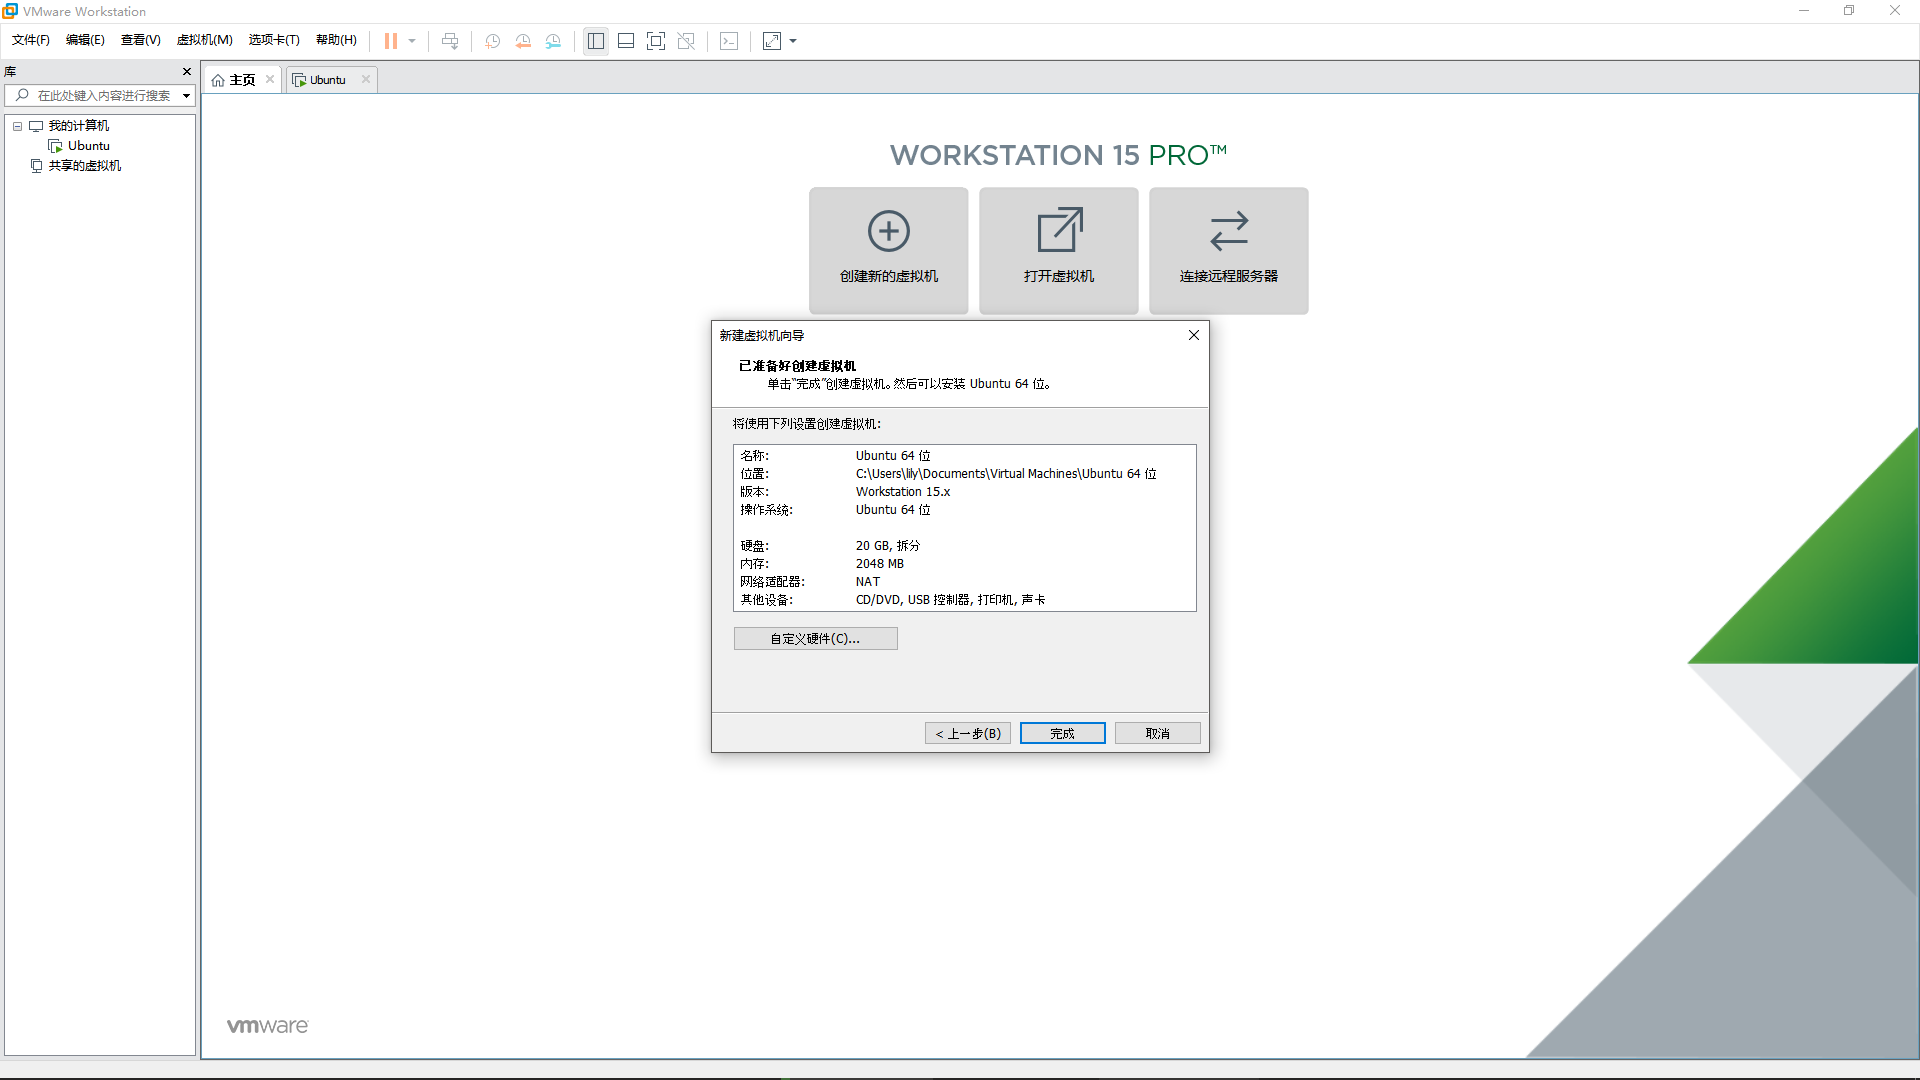 VMware Workstation
文件(F) 编辑(E) 查看(V) 虚拟机(M) 选项卡(T) 帮助(H)
库
主页
Ubuntu
在此处键入内容进行搜索
我的计算机
Ubuntu
共享的虚拟机
WORKSTATION 15 PRO™
创建新的虚拟机
打开虚拟机
连接远程服务器
新建虚拟机向导
已准备好创建虚拟机
单击"完成"创建虚拟机。然后可以安装 Ubuntu 64 位。
将使用下列设置创建虚拟机:
名称: Ubuntu 64 位
位置: C:\Users\lily\Documents\Virtual Machines\Ubuntu 64 位
版本: Workstation 15.x
操作系统: Ubuntu 64 位
硬盘: 20 GB, 拆分
内存: 2048 MB
网络适配器: NAT
其他设备: CD/DVD, USB 控制器, 打印机, 声卡
自定义硬件(C)...
< 上一步(B) 完成 取消
vmware